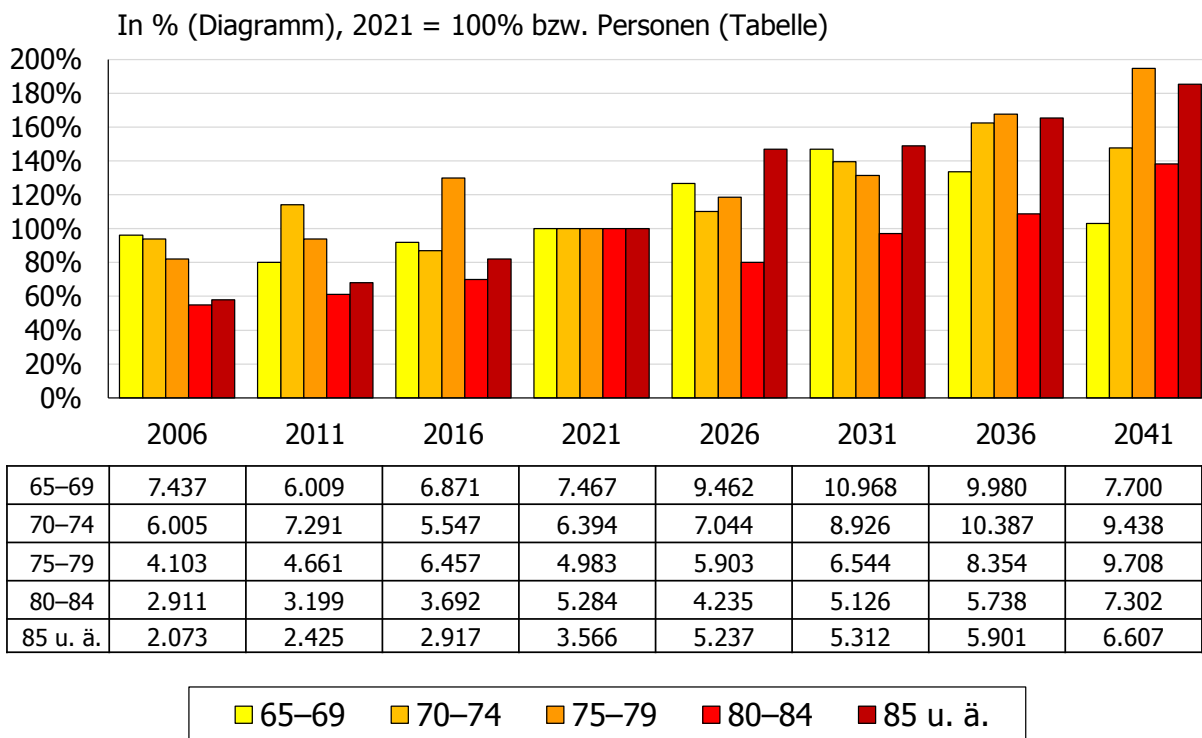 In % (Diagramm), 2021 = 100% bzw. Personen (Tabelle)
200%
180%
160%
140%
120%
100%
80%
60%
40%
20%
0%
2006 2011 2016 2021 2026 2031 2036 2041
65–69 7.437 6.009 6.871 7.467 9.462 10.968 9.980 7.700
70–74 6.005 7.291 5.547 6.394 7.044 8.926 10.387 9.438
75–79 4.103 4.661 6.457 4.983 5.903 6.544 8.354 9.708
80–84 2.911 3.199 3.692 5.284 4.235 5.126 5.738 7.302
85 u. ä. 2.073 2.425 2.917 3.566 5.237 5.312 5.901 6.607
65–69 70–74 75–79 80–84 85 u. ä.